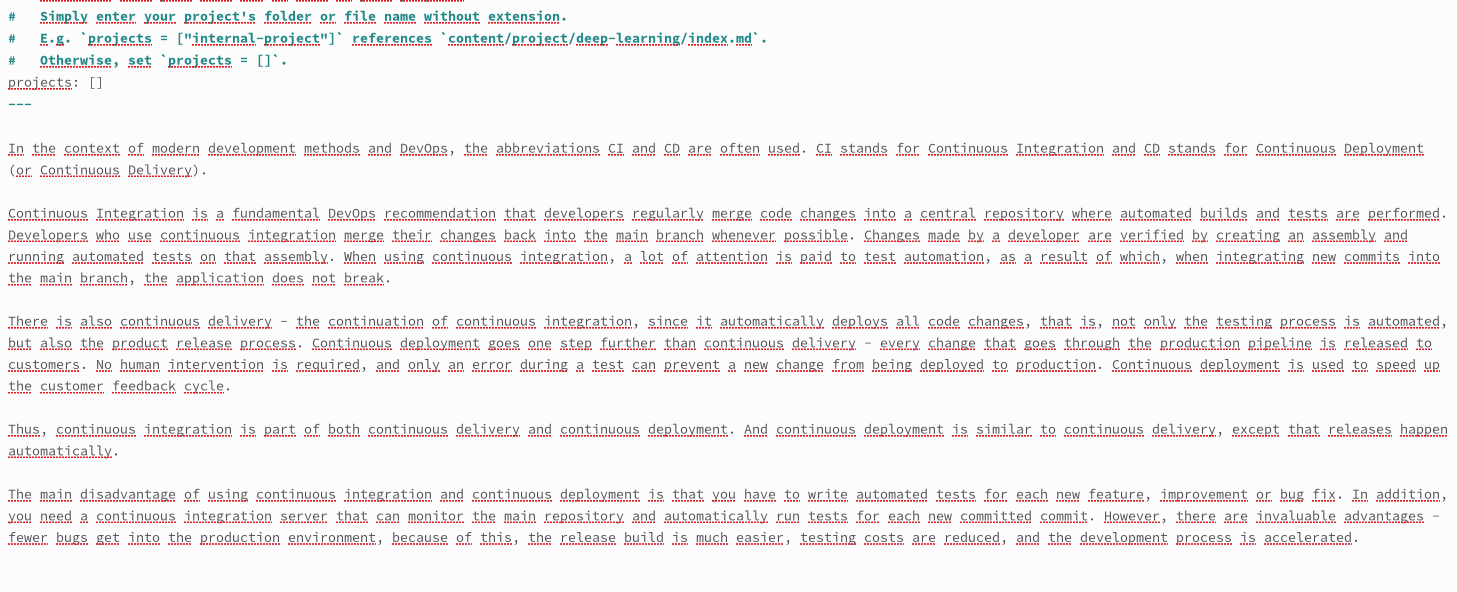 #   Simply enter your project's folder or file name without extension.
#   E.g. `projects = ["internal-project"]` references `content/project/deep-learning/index.md`.
#   Otherwise, set `projects = []`.
projects: []
---
In the context of modern development methods and DevOps, the abbreviations CI and CD are often used. CI stands for Continuous Integration and CD stands for Continuous Deployment
(or Continuous Delivery).
Continuous Integration is a fundamental DevOps recommendation that developers regularly merge code changes into a central repository where automated builds and tests are performed.
Developers who use continuous integration merge their changes back into the main branch whenever possible. Changes made by a developer are verified by creating an assembly and
running automated tests on that assembly. When using continuous integration, a lot of attention is paid to test automation, as a result of which, when integrating new commits into
the main branch, the application does not break.
There is also continuous delivery – the continuation of continuous integration, since it automatically deploys all code changes, that is, not only the testing process is automated,
but also the product release process. Continuous deployment goes one step further than continuous delivery – every change that goes through the production pipeline is released to
customers. No human intervention is required, and only an error during a test can prevent a new change from being deployed to production. Continuous deployment is used to speed up
the customer feedback cycle.
Thus, continuous integration is part of both continuous delivery and continuous deployment. And continuous deployment is similar to continuous delivery, except that releases happen
automatically.
The main disadvantage of using continuous integration and continuous deployment is that you have to write automated tests for each new feature, improvement or bug fix. In addition,
you need a continuous integration server that can monitor the main repository and automatically run tests for each new committed commit. However, there are invaluable advantages –
fewer bugs get into the production environment, because of this, the release build is much easier, testing costs are reduced, and the development process is accelerated.